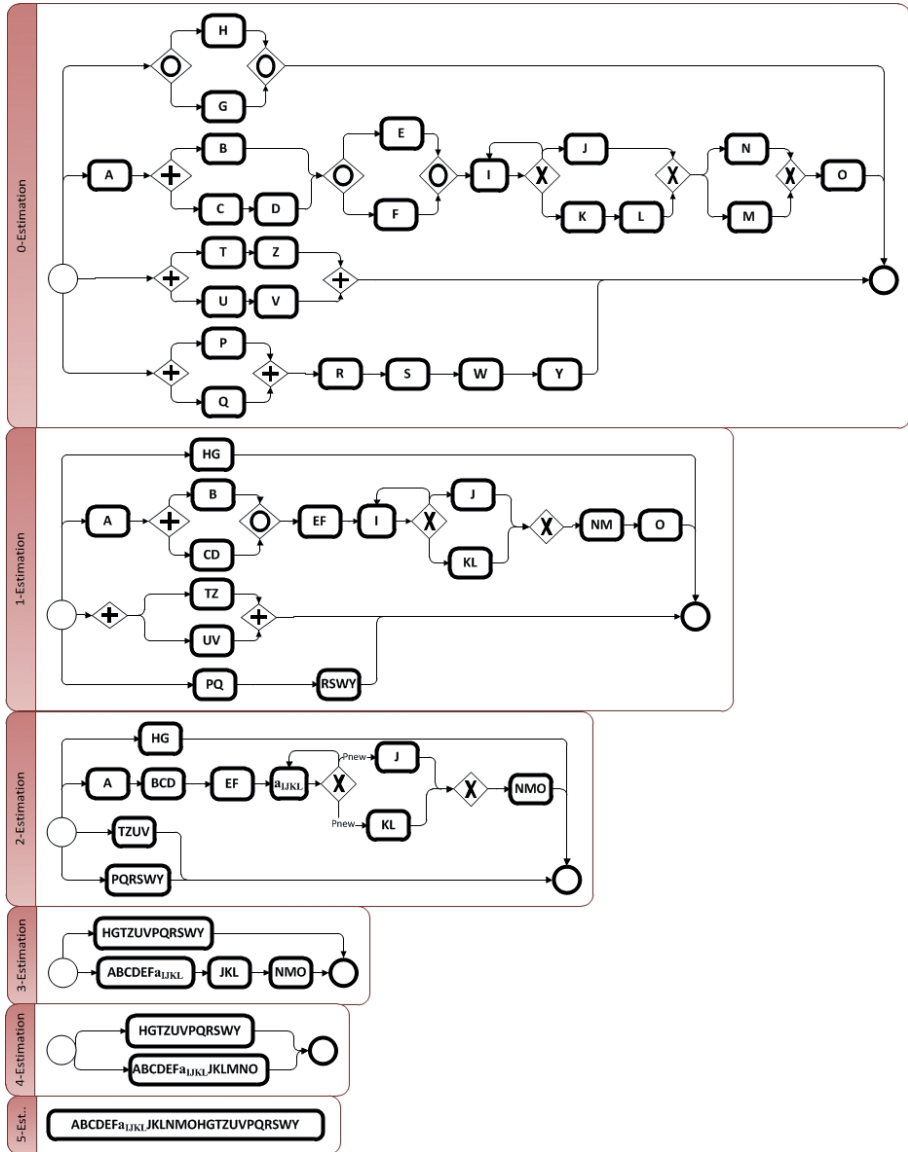 0-Estimation
H
G
A
B
C
D
E
F
I
X
J
K
L
X
N
M
X
O
T
Z
U
V
P
Q
R
S
W
Y
1-Estimation
HG
A
B
CD
EF
I
X
J
KL
X
NM
O
TZ
UV
PQ
RSWY
2-Estimation
HG
A
BCD
EF
aIJKL
X
Pnew
J
Pnew
KL
X
NMO
TZUV
PQRSWY
3-Estimation
HGTZUVPQRSWY
ABCDEFaIJKL
JKL
NMO
4-Estimation
HGTZUVPQRSWY
ABCDEFaIJKLJKLMNO
5-Est..
ABCDEFaIJKLJKLNMOHGTZUVPQRSWY